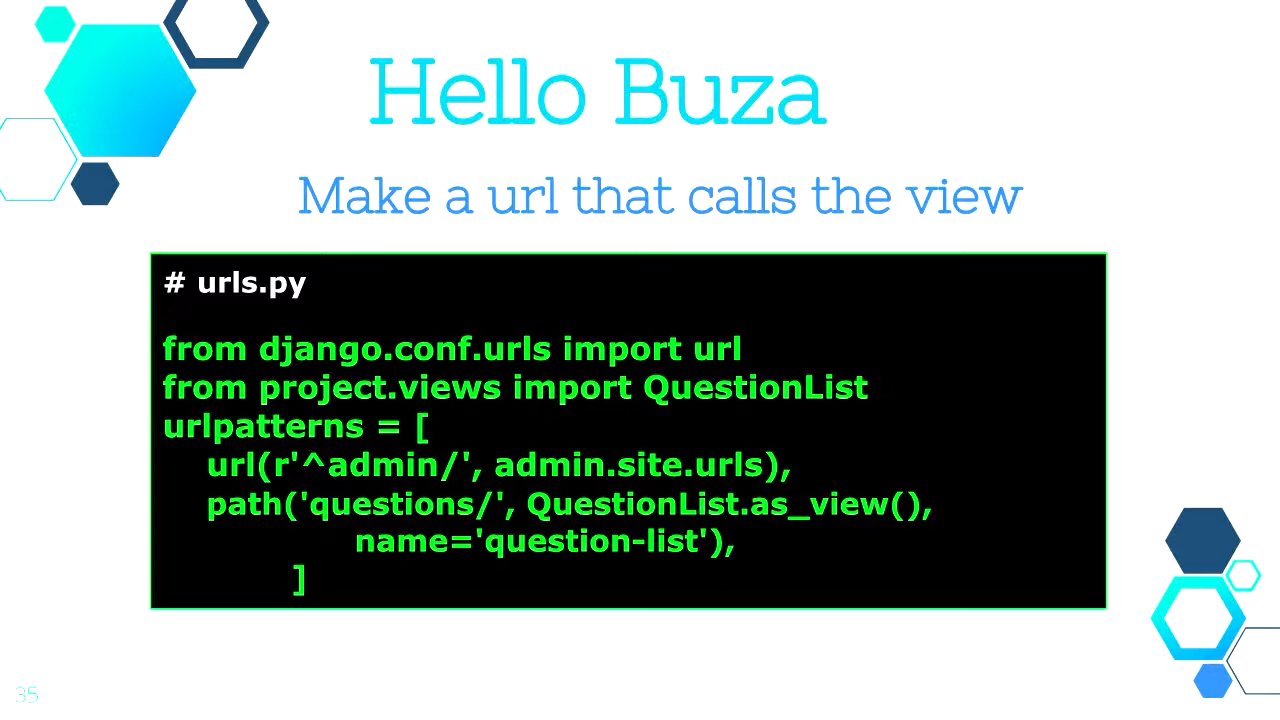 Hello Buza
Make a url that calls the view
# urls.py
from django.conf.urls import url
from project.views import QuestionList
urlpatterns = [
url(r'^admin/', admin.site.urls),
path('questions/', QuestionList.as_view(),
name='question-list'),
]
35